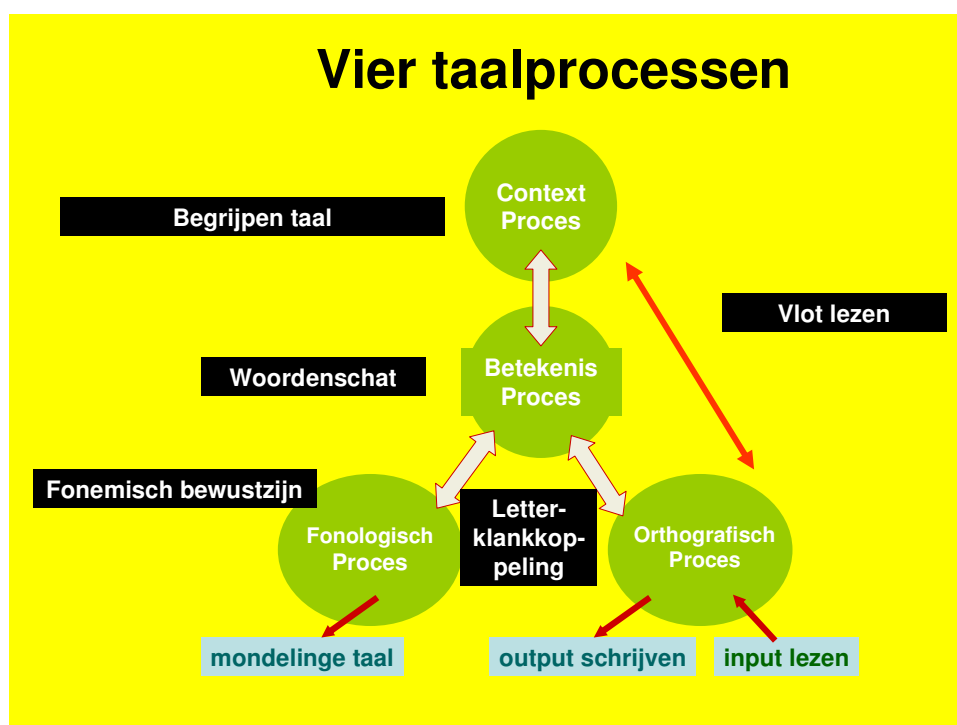 Vier taalprocessen
Context
Proces
Begrijpen taal
Vlot lezen
Betekenis
Proces
Woordenschat
Fonemisch bewustzijn
Letter-
klankkop-
peling
Fonologisch
Proces
Orthografisch
Proces
mondelinge taal
output schrijven
input lezen